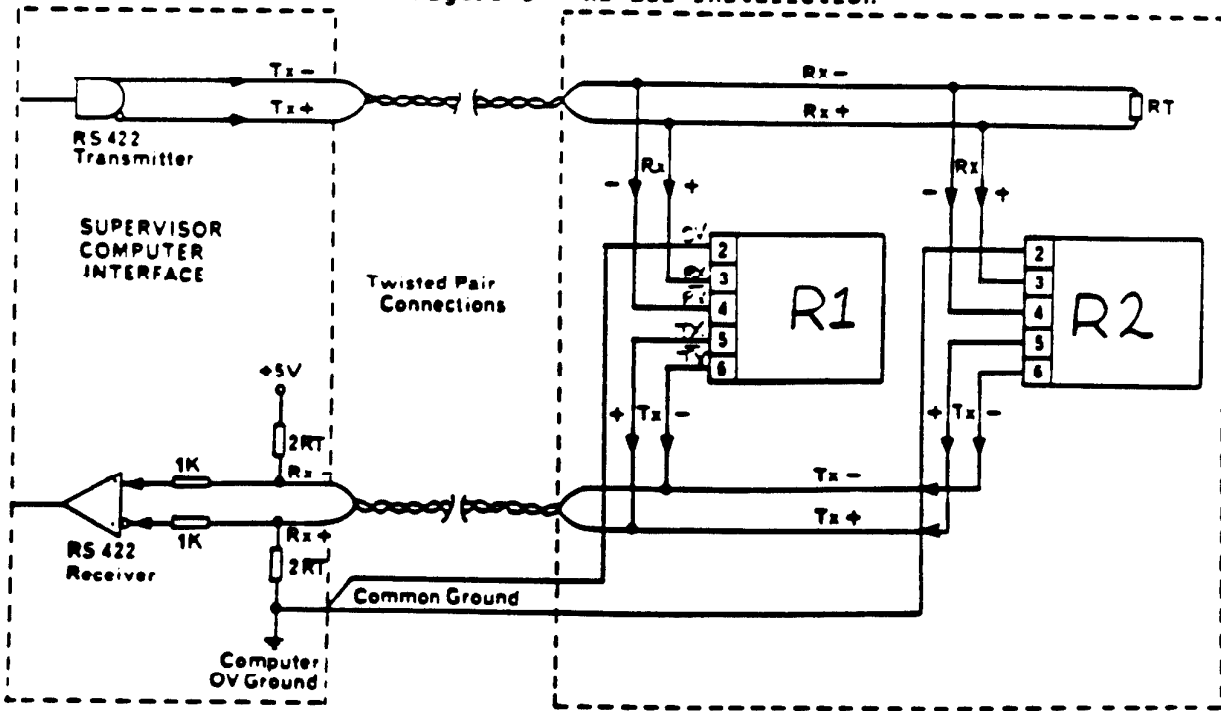 Tx-
Tx+
RS 422
Transmitter
SUPERVISOR
COMPUTER
INTERFACE
Twisted Pair
Connections
Rx-
Rx+
RT
- Rx +
- Rx +
2
3
4
5
6
R1
2
3
4
5
6
R2
+ Tx -
+ Tx -
Tx-
Tx+
+5V
2RT
1K
Rx-
1K
Rx+
2RT
RS 422
Receiver
Common Ground
Computer
0V Ground